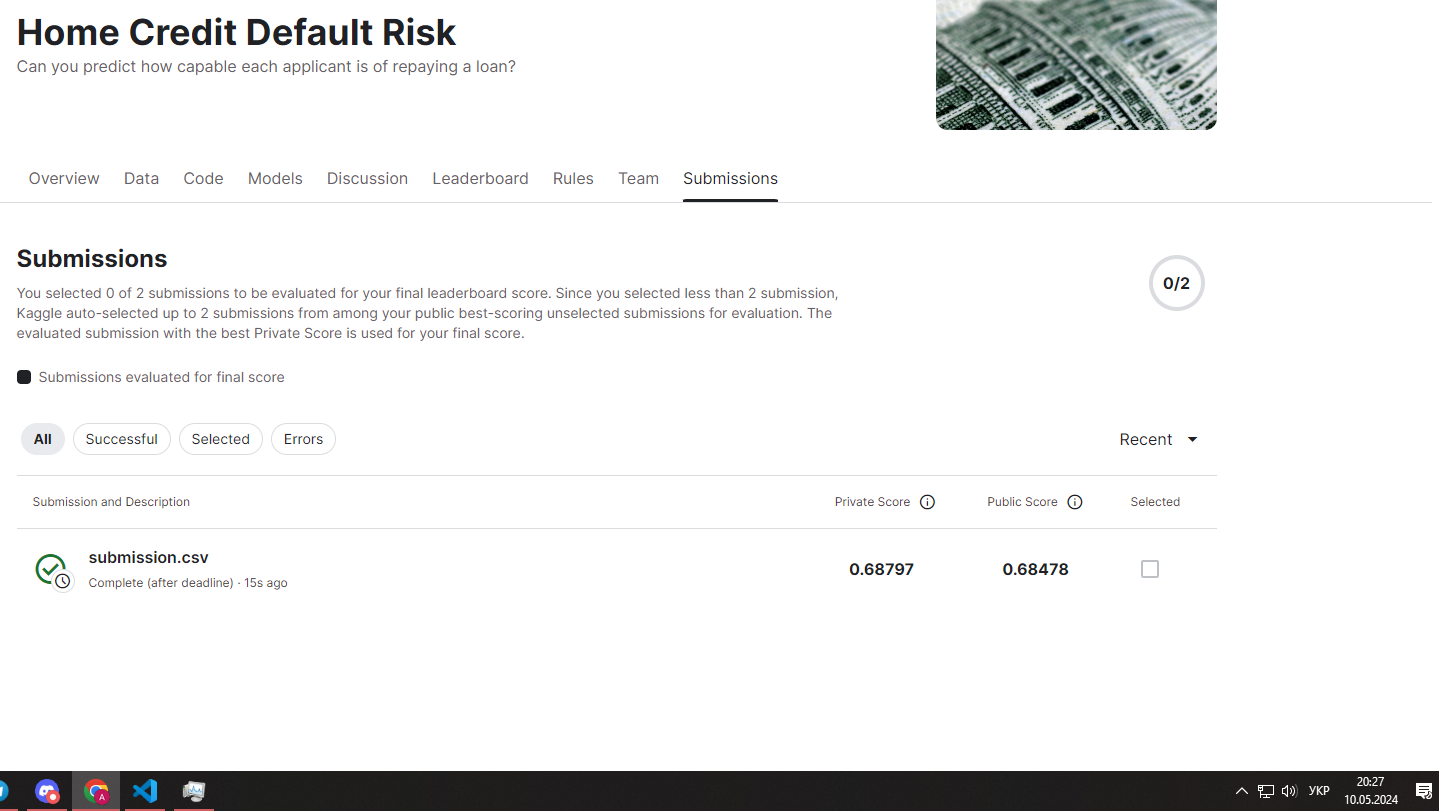 Home Credit Default Risk
Can you predict how capable each applicant is of repaying a loan?
Overview Data Code Models Discussion Leaderboard Rules Team Submissions
Submissions
0/2
You selected 0 of 2 submissions to be evaluated for your final leaderboard score. Since you selected less than 2 submission,
Kaggle auto-selected up to 2 submissions from among your public best-scoring unselected submissions for evaluation. The
evaluated submission with the best Private Score is used for your final score.
Submissions evaluated for final score
All Successful Selected Errors Recent
Submission and Description Private Score Public Score Selected
submission.csv
Complete (after deadline) · 15s ago
0.68797 0.68478
A
УКР
20:27
10.05.2024